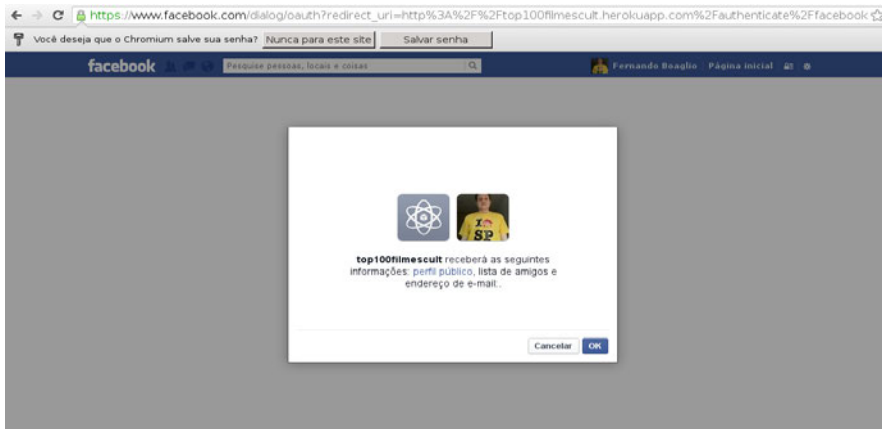 https://www.facebook.com/dialog/oauth?redirect_uri=http%3A%2F%2Ftop100filmescult.herokuapp.com%2Fauthenticate%2Ffacebook
Você deseja que o Chromium salve sua senha? Nunca para este site Salvar senha
facebook Pesquise pessoas, locais e coisas Fernando Boaglio Página inicial
I
SP
top100filmescult receberá as seguintes
informações: perfil público, lista de amigos e
endereço de e-mail..
Cancelar OK